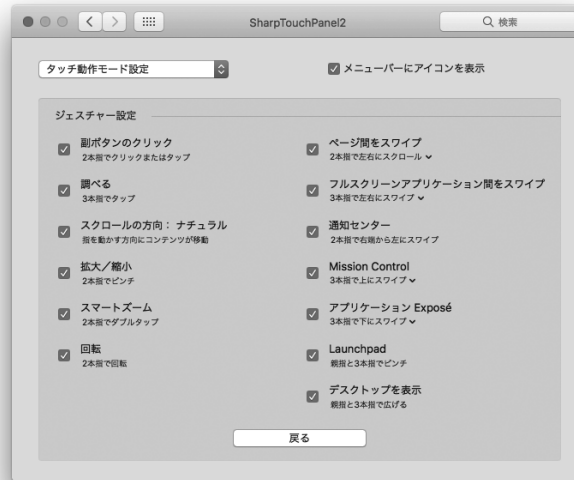 SharpTouchPanel2
検索
タッチ動作モード設定
メニューバーにアイコンを表示
ジェスチャー設定
副ボタンのクリック
2本指でクリックまたはタップ
調べる
3本指でタップ
スクロールの方向： ナチュラル
指を動かす方向にコンテンツが移動
拡大／縮小
2本指でピンチ
スマートズーム
2本指でダブルタップ
回転
2本指で回転
ページ間をスワイプ
2本指で左右にスクロール
フルスクリーンアプリケーション間をスワイプ
3本指で左右にスワイプ
通知センター
2本指で右端から左にスワイプ
Mission Control
3本指で上にスワイプ
アプリケーション Exposé
3本指で下にスワイプ
Launchpad
親指と3本指でピンチ
デスクトップを表示
親指と3本指で広げる
戻る